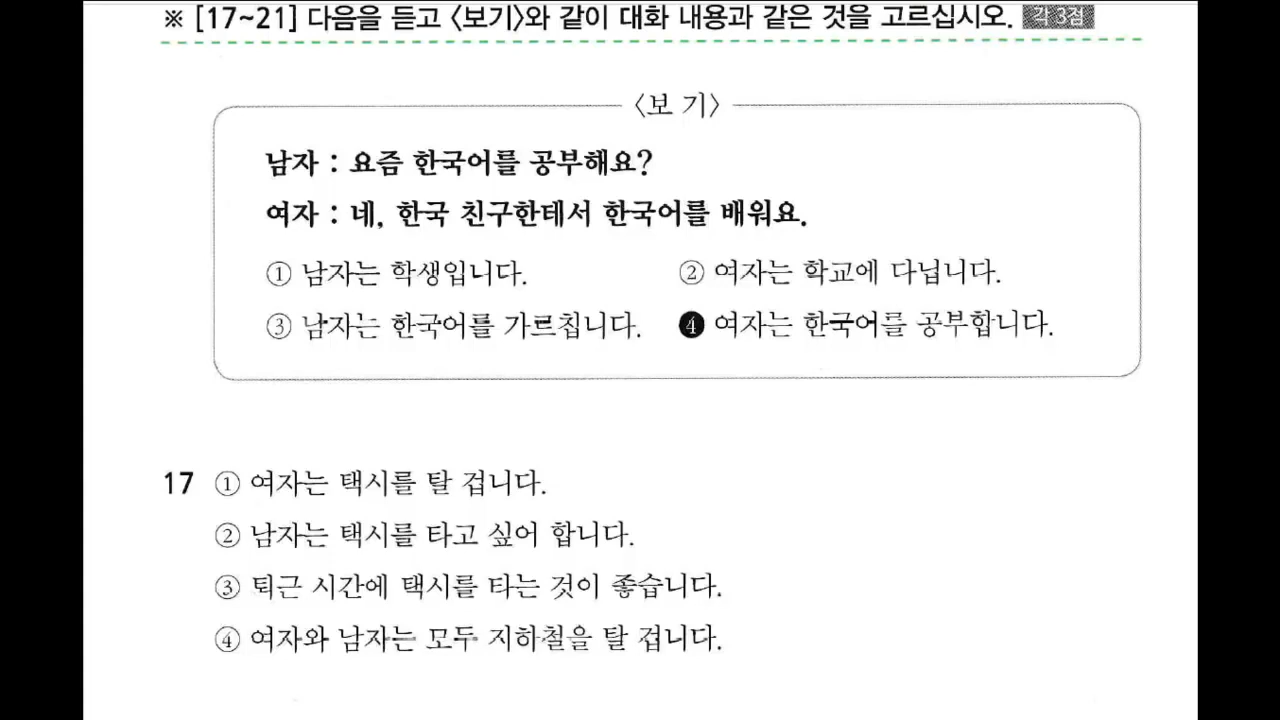 ※ [17~21] 다음을 듣고 〈보기〉와 같이 대화 내용과 같은 것을 고르십시오. 각 3점
〈보 기〉
남자 : 요즘 한국어를 공부해요?
여자 : 네, 한국 친구한테서 한국어를 배워요.
① 남자는 학생입니다. ② 여자는 학교에 다닙니다.
③ 남자는 한국어를 가르칩니다. ❹ 여자는 한국어를 공부합니다.
17 ① 여자는 택시를 탈 겁니다.
② 남자는 택시를 타고 싶어 합니다.
③ 퇴근 시간에 택시를 타는 것이 좋습니다.
④ 여자와 남자는 모두 지하철을 탈 겁니다.